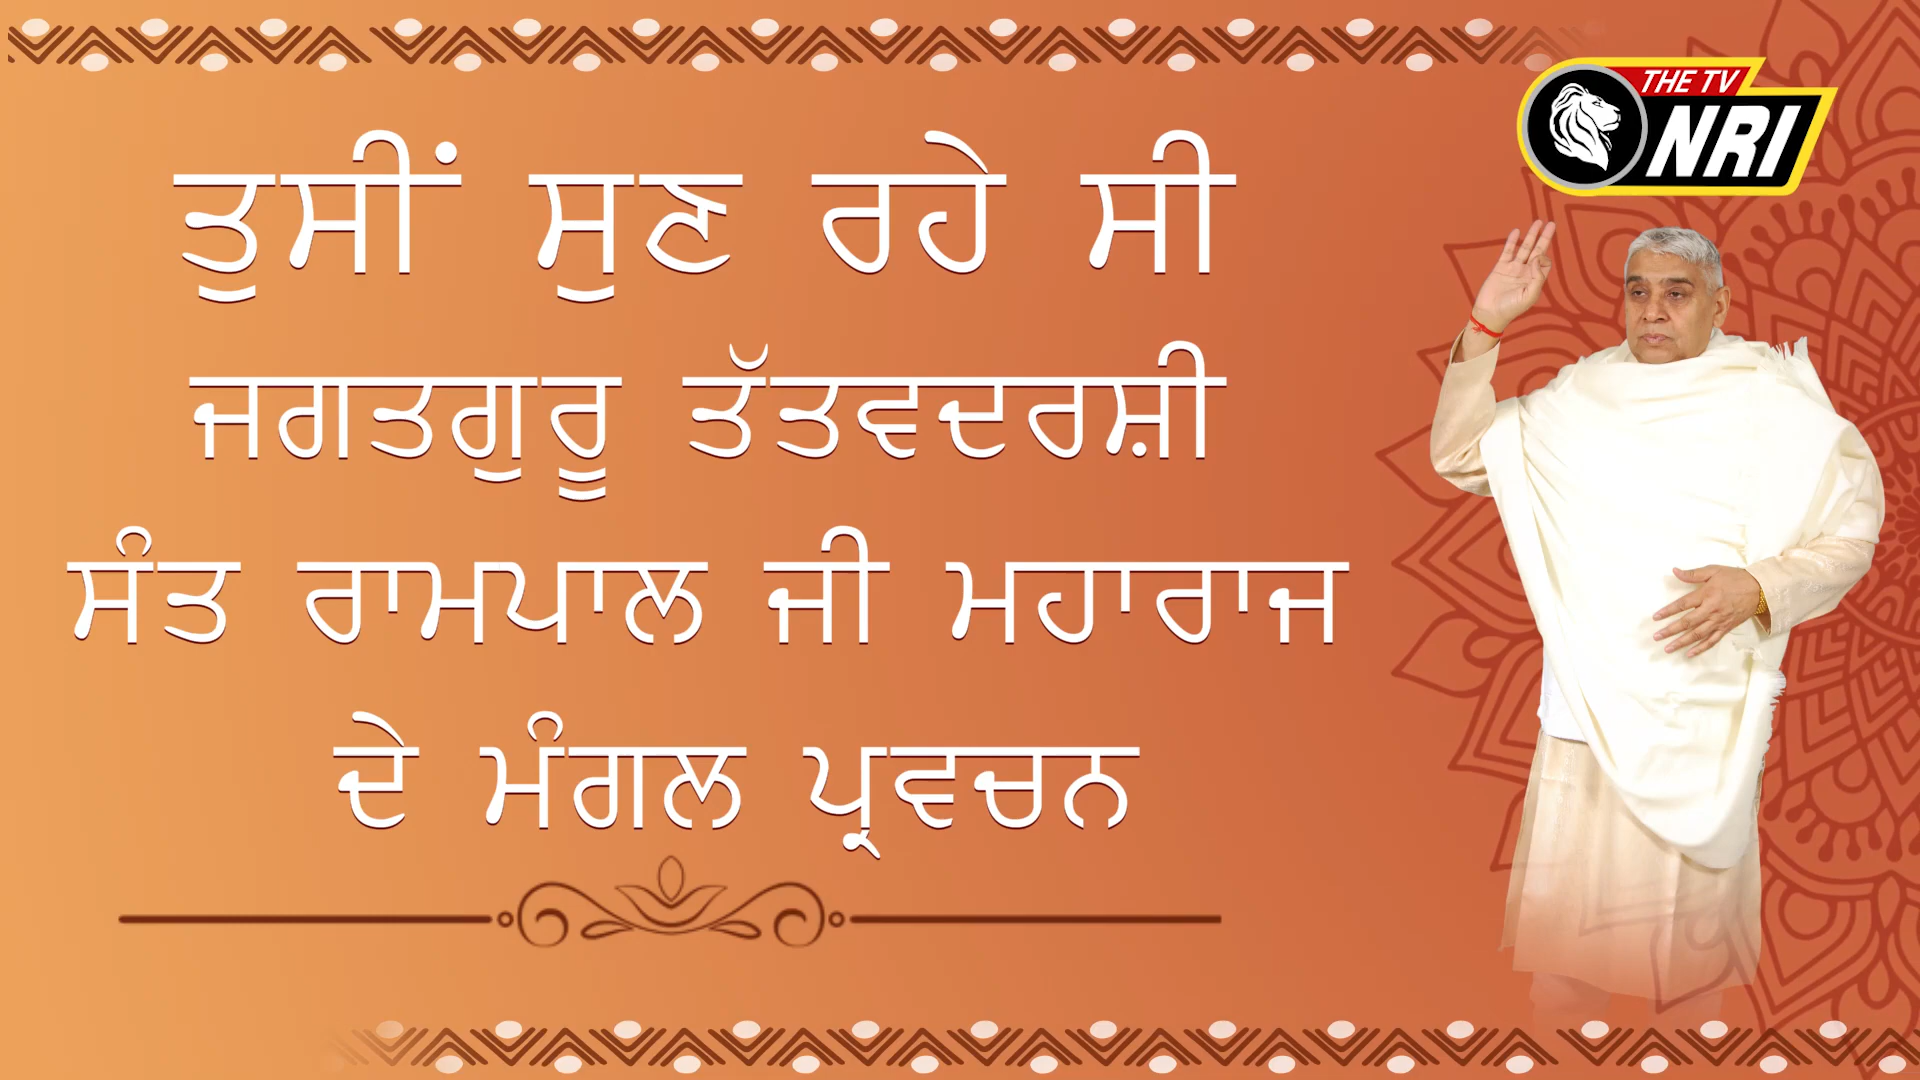 THE TV
NRI
ਤੁਸੀਂ ਸੁਣ ਰਹੇ ਸੀ
ਜਗਤਗੁਰੂ ਤੱਤਵਦਰਸ਼ੀ
ਸੰਤ ਰਾਮਪਾਲ ਜੀ ਮਹਾਰਾਜ
ਦੇ ਮੰਗਲ ਪ੍ਰਵਚਨ